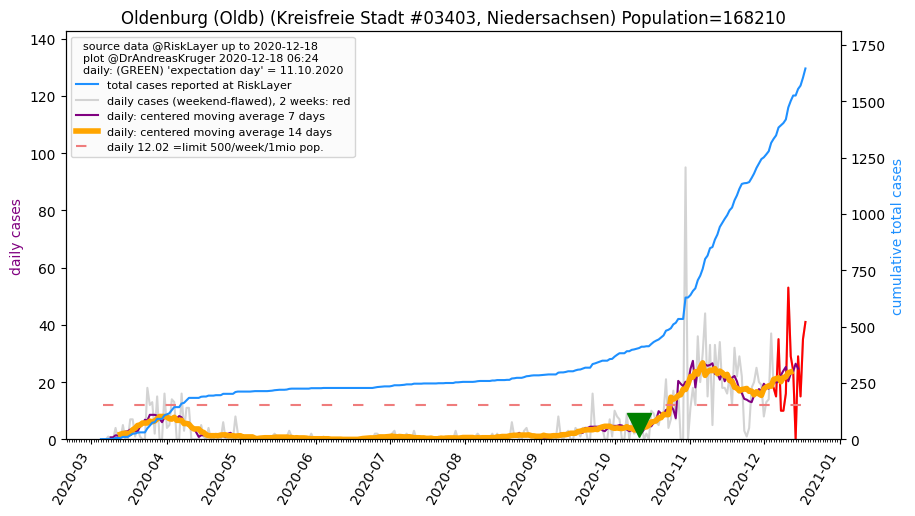 Oldenburg (Oldb) (Kreisfreie Stadt #03403, Niedersachsen) Population=168210
source data @RiskLayer up to 2020-12-18
plot @DrAndreasKruger 2020-12-18 06:24
daily: (GREEN) 'expectation day' = 11.10.2020
total cases reported at RiskLayer
daily cases (weekend-flawed), 2 weeks: red
daily: centered moving average 7 days
daily: centered moving average 14 days
daily 12.02 =limit 500/week/1mio pop.
daily cases
140
120
100
80
60
40
20
0
cumulative total cases
1750
1500
1250
1000
750
500
250
0
2020-03
2020-04
2020-05
2020-06
2020-07
2020-08
2020-09
2020-10
2020-11
2020-12
2021-01